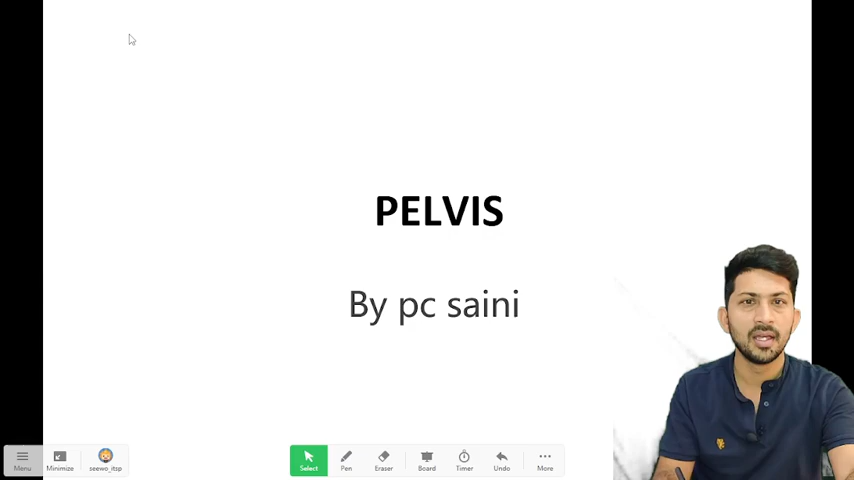 PELVIS
By pc saini
Menu
Minimize
seewo_itsp
Select
Pen
Eraser
Board
Timer
Undo
More